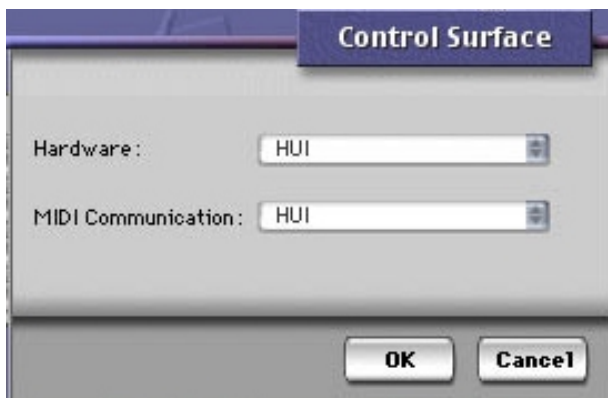 Control Surface
Hardware: HUI
MIDI Communication: HUI
OK Cancel